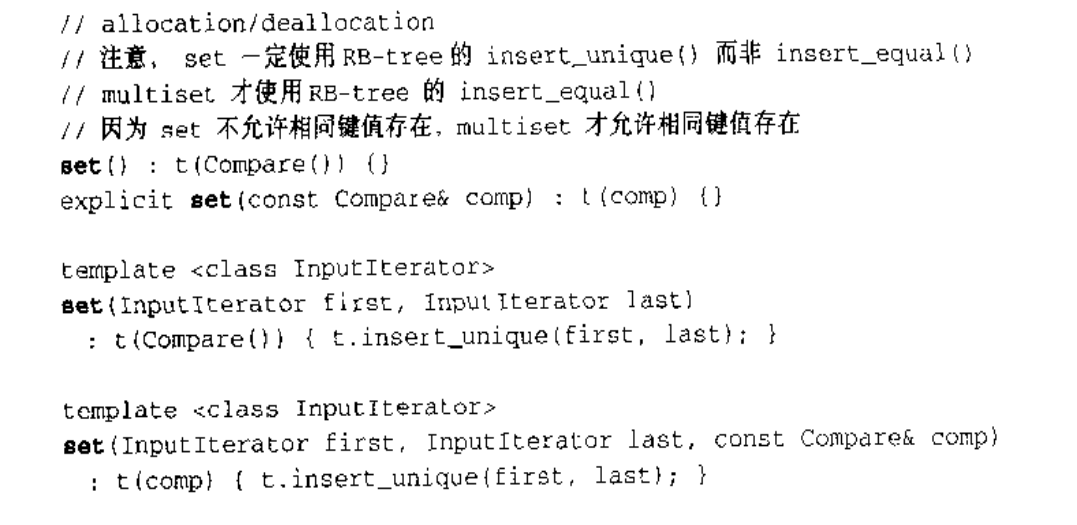 // allocation/deallocation
// 注意， set 一定使用RB-tree的 insert_unique() 而非 insert_equal()
// multiset 才使用RB-tree 的 insert_equal()
// 因为 set 不允许相同键值存在，multiset 才允许相同键值存在
set() : t(Compare()) {}
explicit set(const Compare& comp) : t(comp) {}
template <class InputIterator>
set(InputIterator first, InputIterator last)
: t(Compare()) { t.insert_unique(first, last); }
template <class InputIterator>
set(InputIterator first, InputIterator last, const Compare& comp)
: t(comp) { t.insert_unique(first, last); }